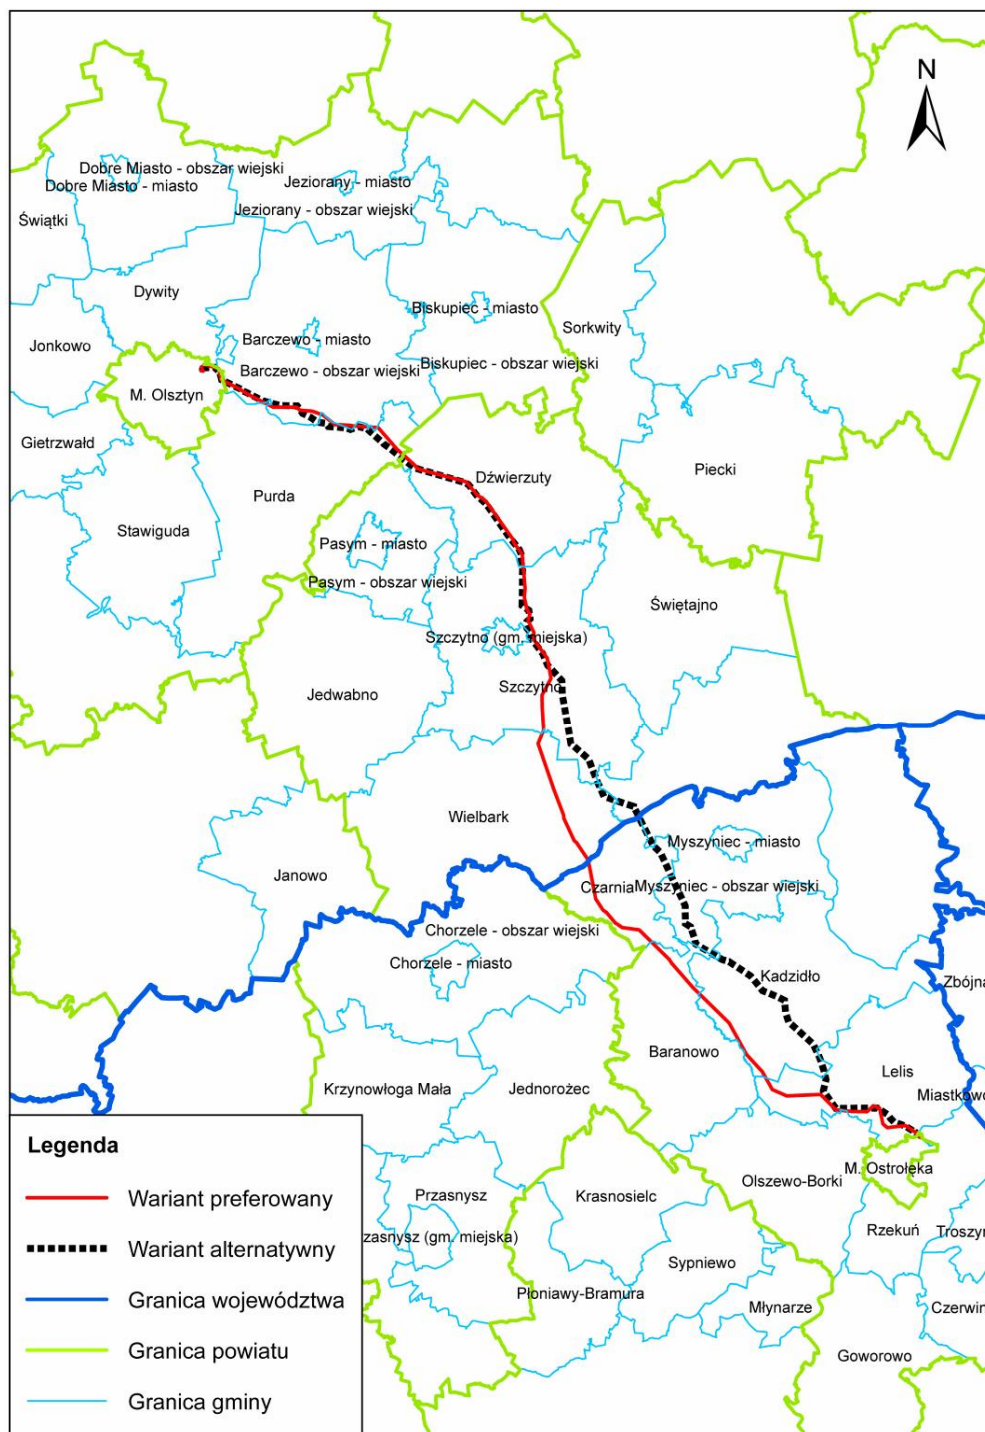 N
Dobre Miasto - obszar wiejski
Dobre Miasto - miasto
Jeziorany - miasto
Jeziorany - obszar wiejski
Świątki
Dywity
Biskupiec - miasto
Sorkwity
Jonkowo
Barczewo - miasto
Barczewo - obszar wiejski
Biskupiec - obszar wiejski
M. Olsztyn
Gietrzwałd
Dźwierzuty
Piecki
Purda
Stawiguda
Pasym - miasto
Pasym - obszar wiejski
Świętajno
Szczytno (gm. miejska)
Szczytno
Jedwabno
Wielbark
Myszyniec - miasto
Janowo
Czarnia
Myszyniec - obszar wiejski
Chorzele - obszar wiejski
Chorzele - miasto
Kadzidło
Zbójna
Baranowo
Lelis
Krzynowłoga Mała
Jednorożec
Miastkowo
M. Ostrołęka
Olszewo-Borki
Przasnysz
Krasnosielc
Rzekuń
Troszyn
zasnysz (gm. miejska)
Sypniewo
Płoniawy-Bramura
Młynarze
Czerwin
Goworowo
Legenda
Wariant preferowany
Wariant alternatywny
Granica województwa
Granica powiatu
Granica gminy